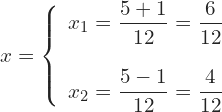 x = { x₁ = (5 + 1)/12 = 6/12
x₂ = (5 − 1)/12 = 4/12